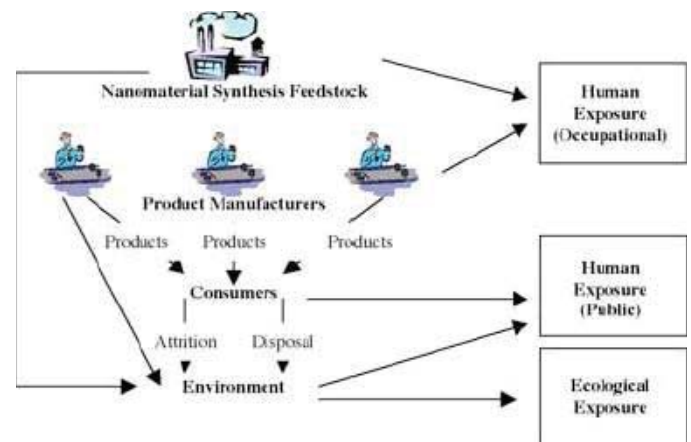 Nanomaterial Synthesis Feedstock
Human
Exposure
(Occupational)
Product Manufacturers
Products Products Products
Human
Exposure
(Public)
Consumers
Attrition Disposal
Environment
Ecological
Exposure